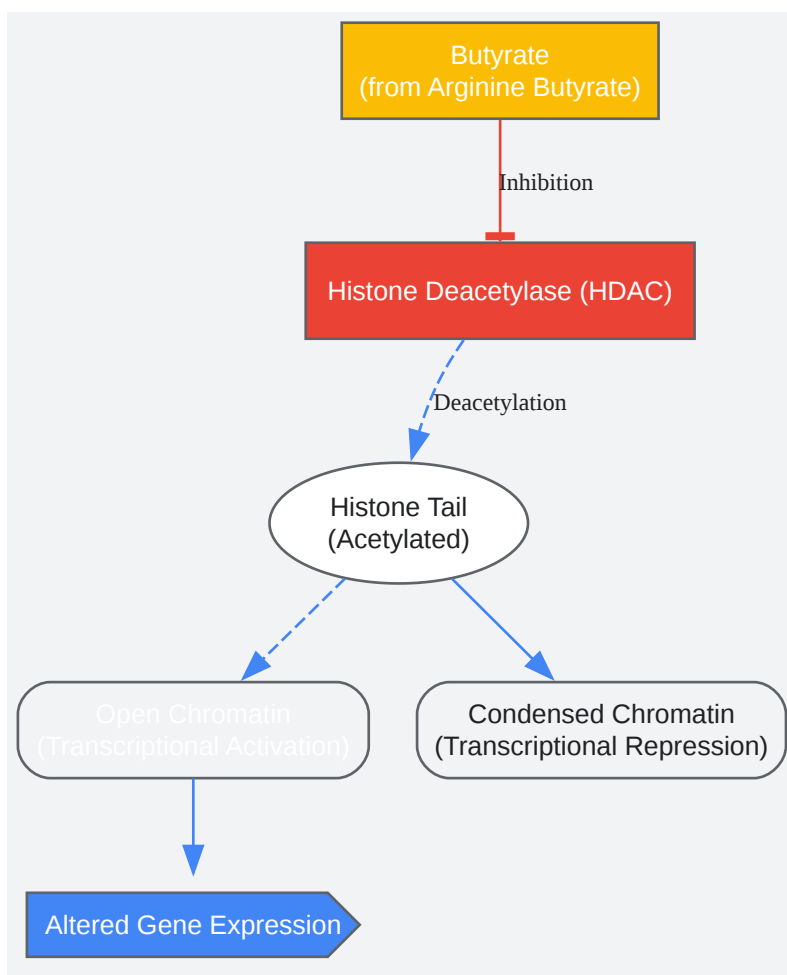 Butyrate
(from Arginine Butyrate)
Inhibition
Histone Deacetylase (HDAC)
Deacetylation
Histone Tail
(Acetylated)
Open Chromatin
(Transcriptional Activation)
Condensed Chromatin
(Transcriptional Repression)
Altered Gene Expression